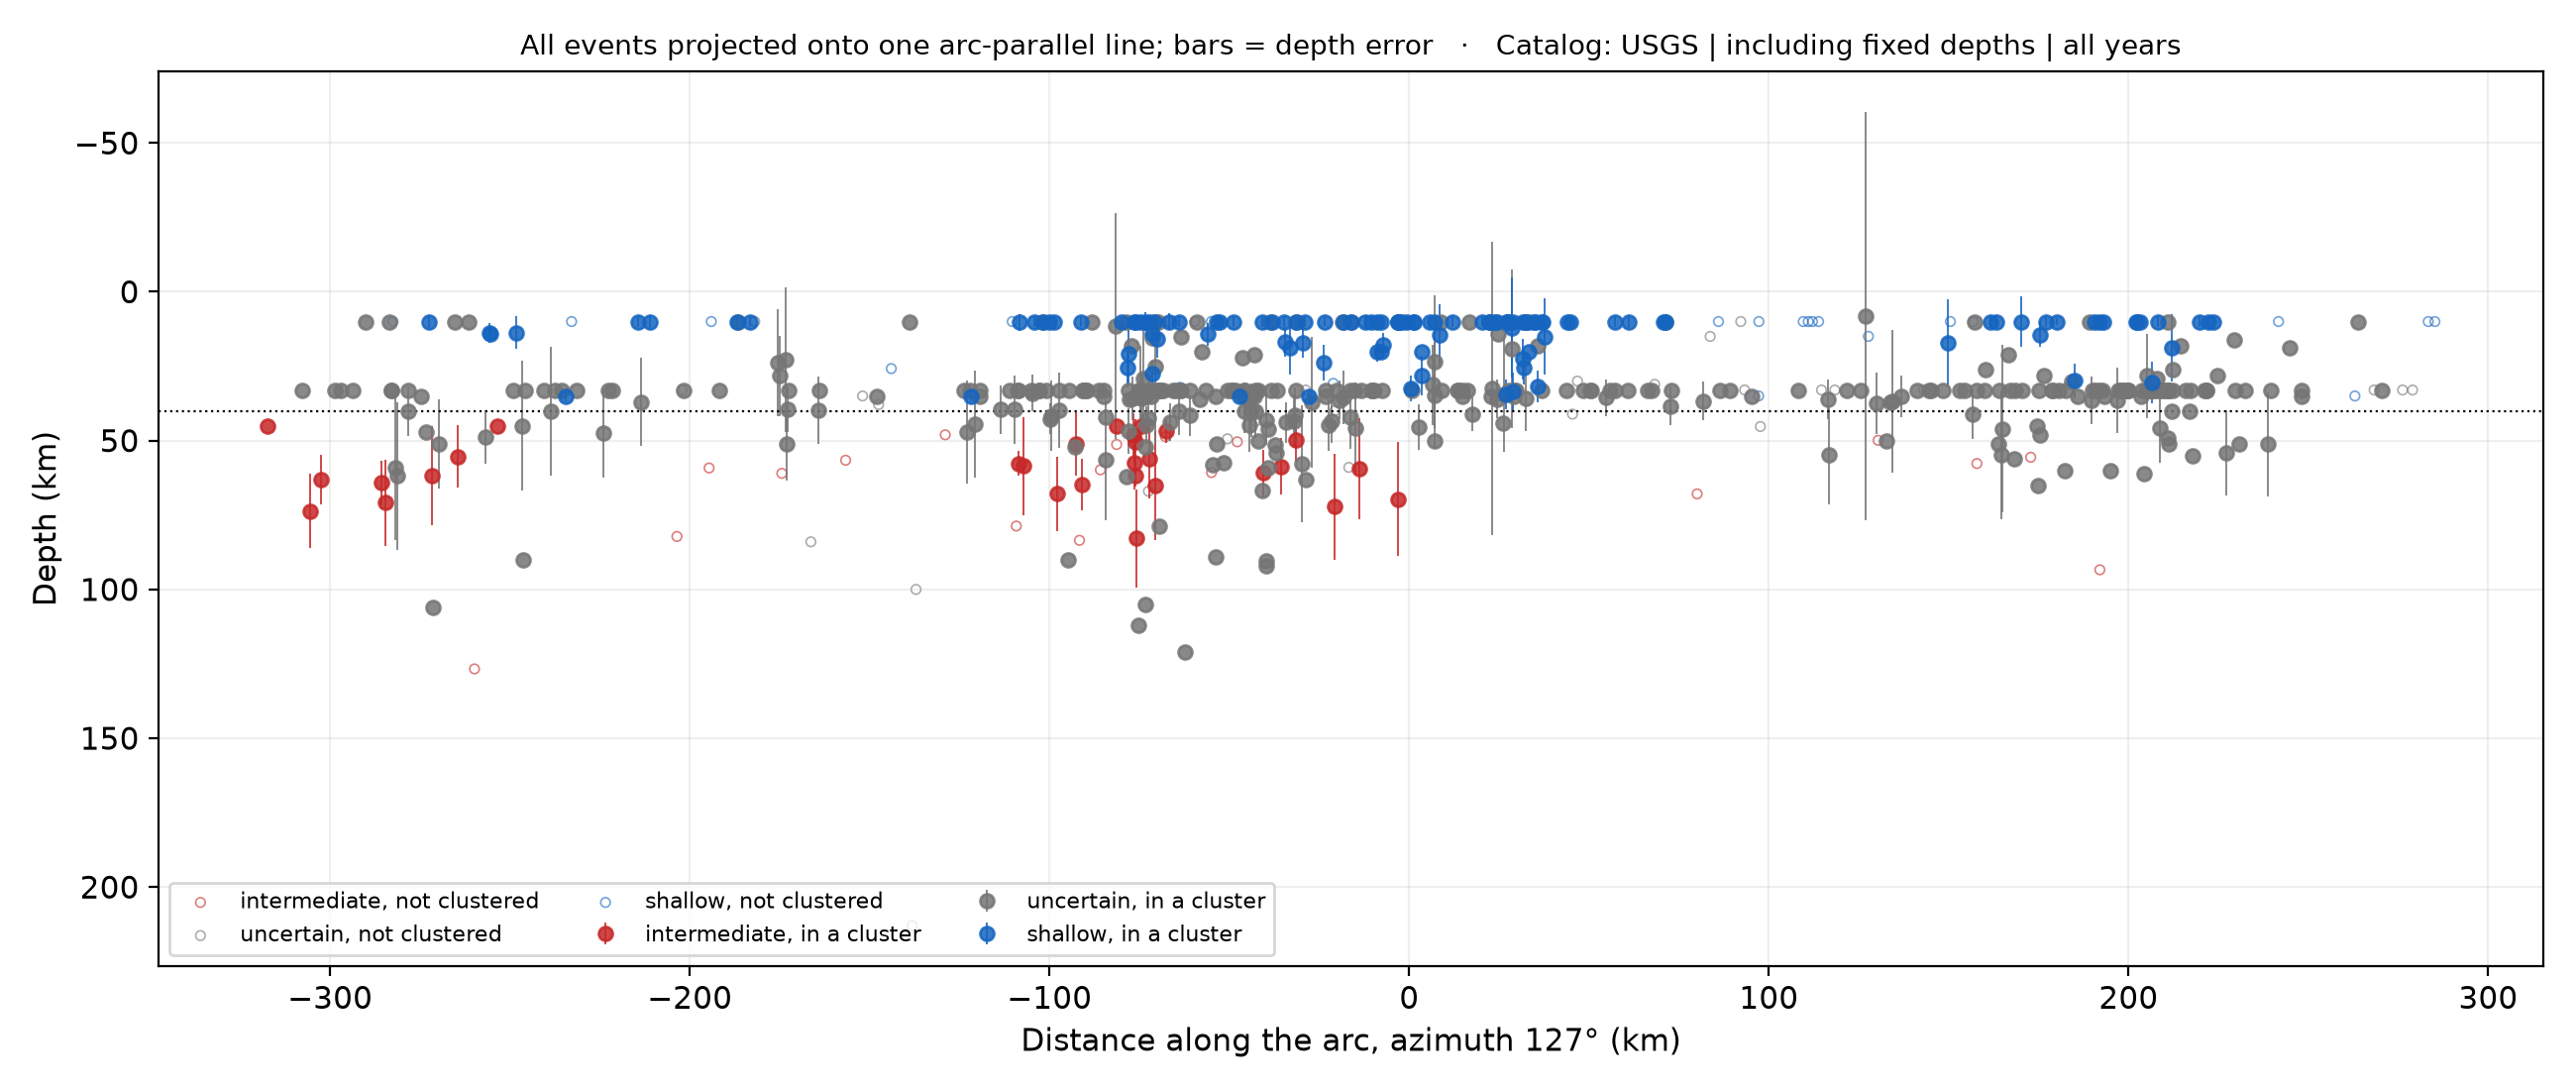 All events projected onto one arc-parallel line; bars = depth error · Catalog: USGS | including fixed depths | all years
−50
0
50
100
150
200
Depth (km)
intermediate, not clustered
uncertain, not clustered
shallow, not clustered
intermediate, in a cluster
uncertain, in a cluster
shallow, in a cluster
−300 −200 −100 0 100 200 300
Distance along the arc, azimuth 127° (km)